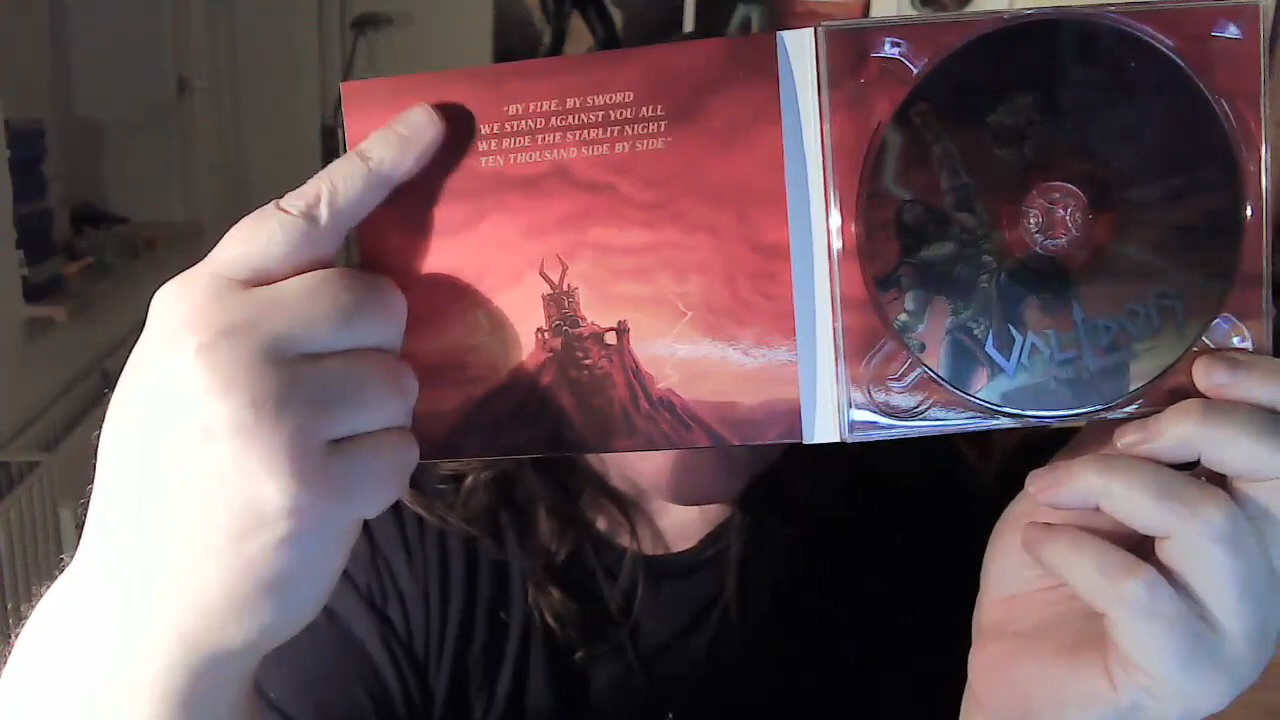 "BY FIRE, BY SWORD
WE STAND AGAINST YOU ALL
WE RIDE THE STARLIT NIGHT
TEN THOUSAND SIDE BY SIDE"
VALIDOR